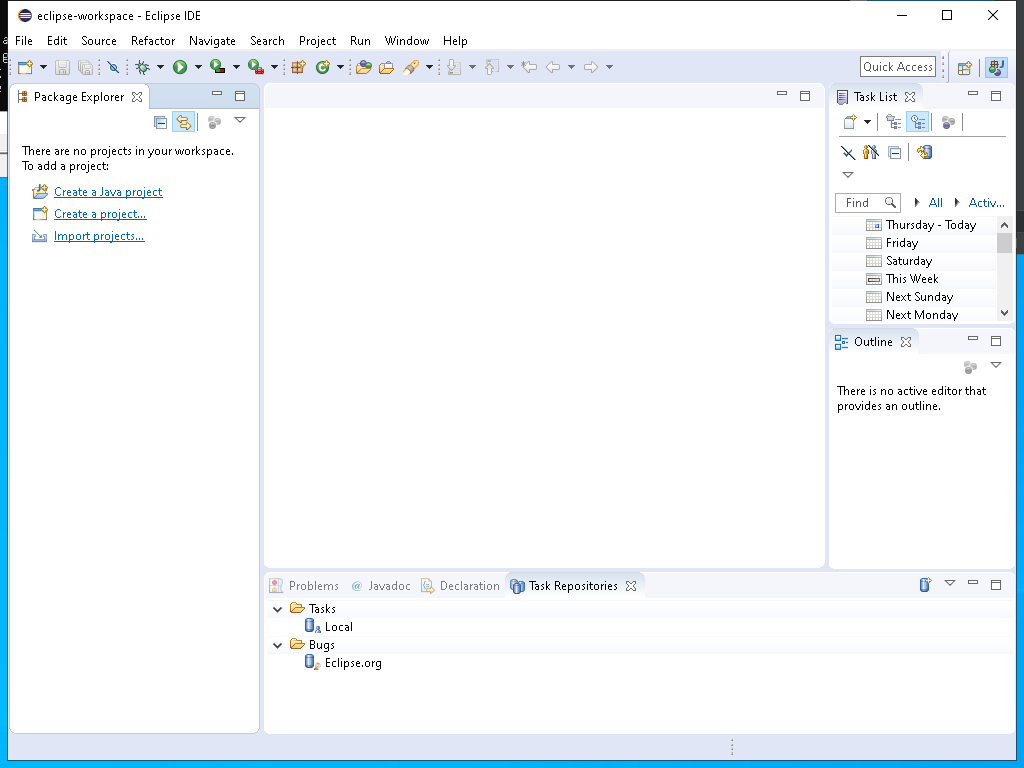 eclipse-workspace - Eclipse IDE
File Edit Source Refactor Navigate Search Project Run Window Help
Quick Access
Package Explorer
There are no projects in your workspace.
To add a project:
Create a Java project
Create a project...
Import projects...
Task List
Find All Activ...
Thursday - Today
Friday
Saturday
This Week
Next Sunday
Next Monday
Outline
There is no active editor that
provides an outline.
Problems @ Javadoc Declaration Task Repositories
Tasks
Local
Bugs
Eclipse.org